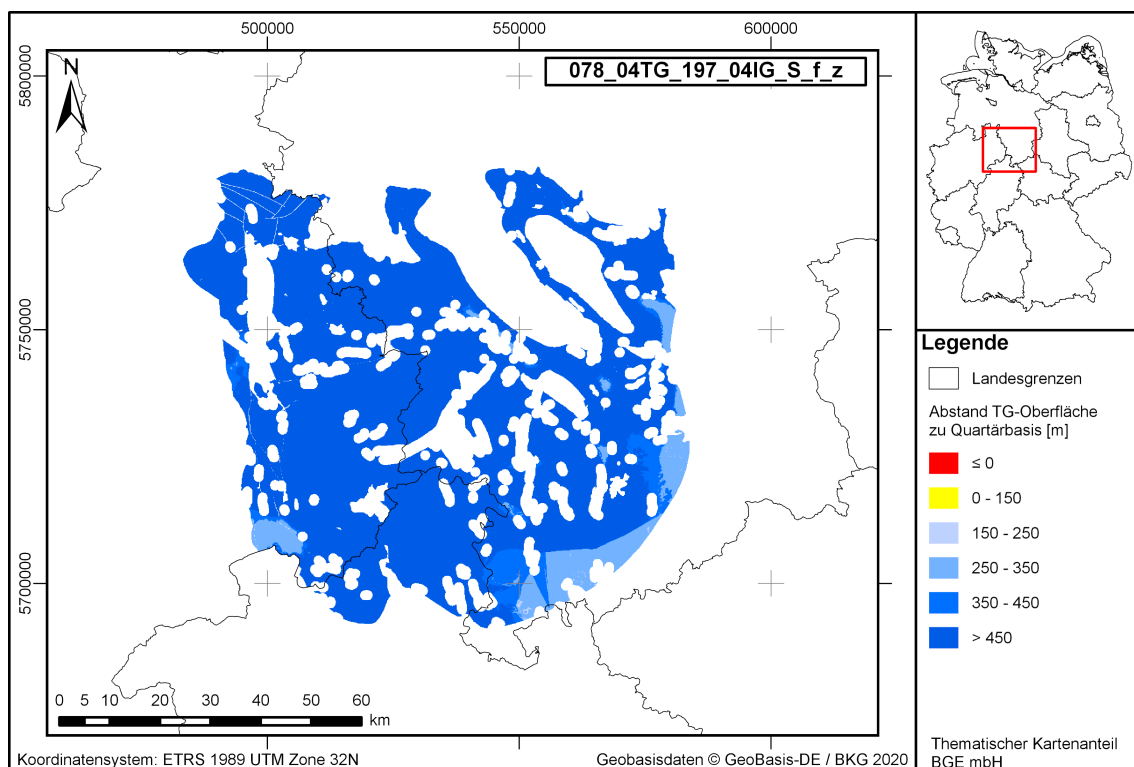 500000
550000
600000
5800000
5750000
5700000
N
078_04TG_197_04IG_S_f_z
0 5 10 20 30 40 50 60
km
Koordinatensystem: ETRS 1989 UTM Zone 32N
Geobasisdaten © GeoBasis-DE / BKG 2020
Legende
Landesgrenzen
Abstand TG-Oberfläche
zu Quartärbasis [m]
≤ 0
0 - 150
150 - 250
250 - 350
350 - 450
> 450
Thematischer Kartenanteil
BGE mbH